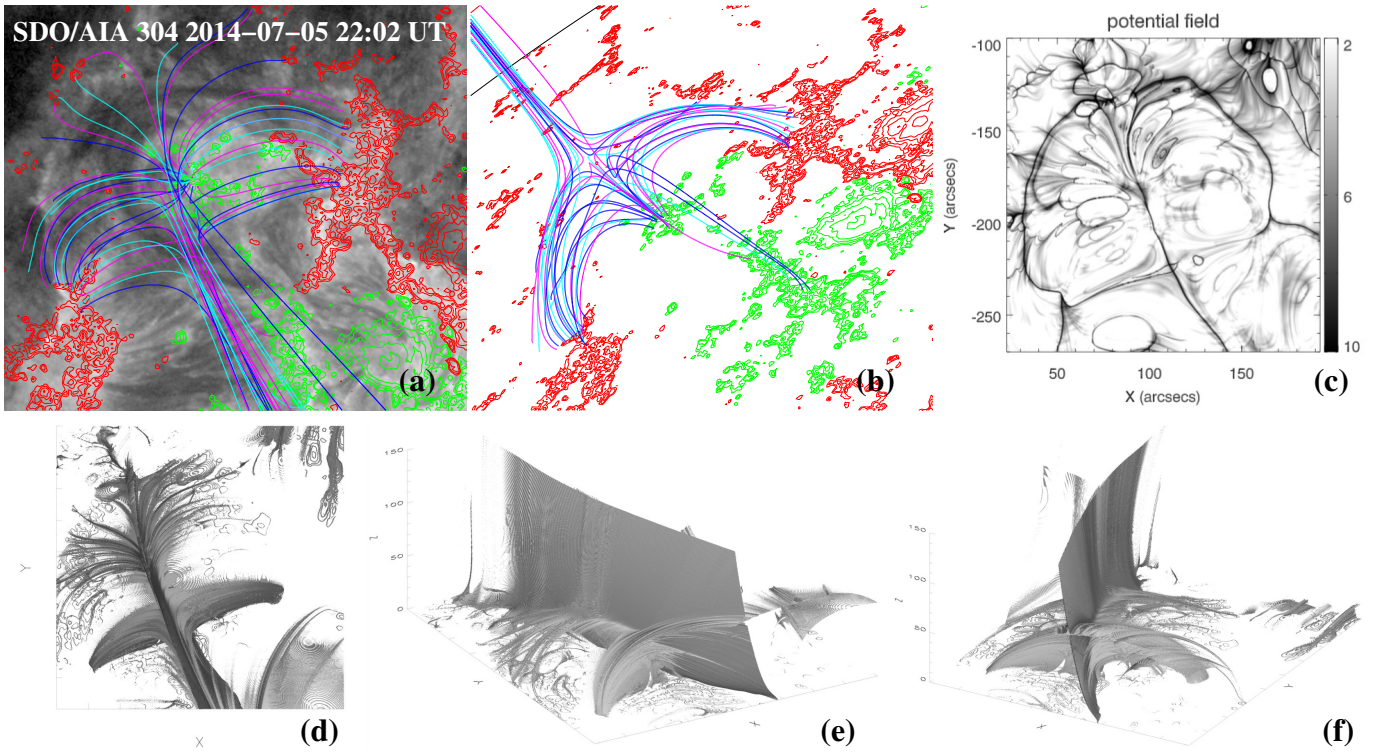 SDO/AIA 304 2014−07−05 22:02 UT
(a)
(b)
potential field
-100
-150
-200
-250
Y (arcsecs)
50
100
150
X (arcsecs)
2
6
10
(c)
Y
X
(d)
150
100
50
0
Z
Y
X
(e)
150
100
50
0
Z
X
Y
(f)